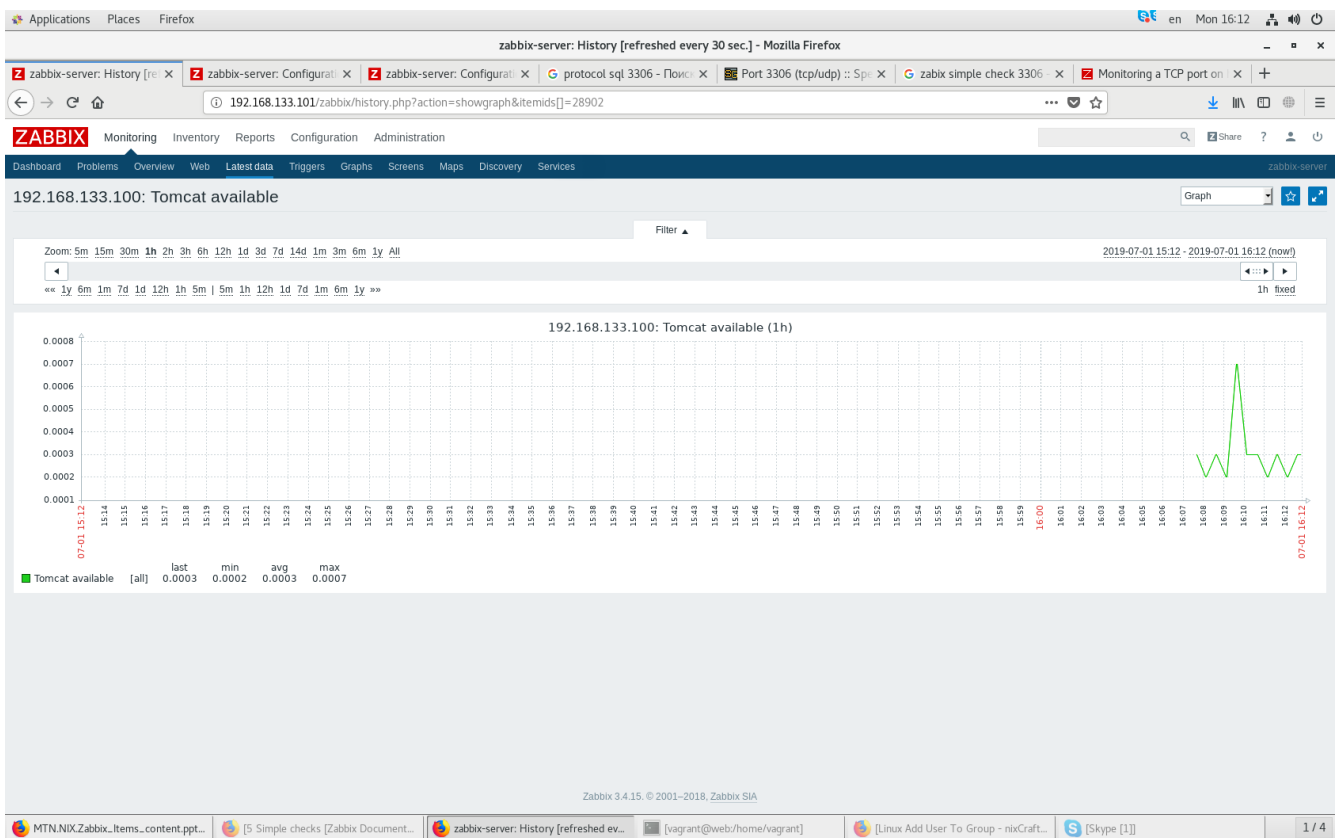 Applications Places Firefox en Mon 16:12
zabbix-server: History [refreshed every 30 sec.] - Mozilla Firefox
zabbix-server: History [re zabbix-server: Configurati zabbix-server: Configurati protocol sql 3306 - Поис Port 3306 (tcp/udp) :: Spe zabix simple check 3306 - Monitoring a TCP port on
192.168.133.101/zabbix/history.php?action=showgraph&itemids[]=28902
ZABBIX Monitoring Inventory Reports Configuration Administration Z Share ?
Dashboard Problems Overview Web Latest data Triggers Graphs Screens Maps Discovery Services zabbix-server
192.168.133.100: Tomcat available Graph
Filter
Zoom: 5m 15m 30m 1h 2h 3h 6h 12h 1d 3d 7d 14d 1m 3m 6m 1y All 2019-07-01 15:12 - 2019-07-01 16:12 (now!)
«« 1y 6m 1m 7d 1d 12h 1h 5m | 5m 1h 12h 1d 7d 1m 6m 1y »» 1h fixed
192.168.133.100: Tomcat available (1h)
0.0008
0.0007
0.0006
0.0005
0.0004
0.0003
0.0002
0.0001
07-01 15:12 15:14 15:15 15:16 15:17 15:18 15:19 15:20 15:21 15:22 15:23 15:24 15:25 15:26 15:27 15:28 15:29 15:30 15:31 15:32 15:33 15:34 15:35 15:36 15:37 15:38 15:39 15:40 15:41 15:42 15:43 15:44 15:45 15:46 15:47 15:48 15:49 15:50 15:51 15:52 15:53 15:54 15:55 15:56 15:57 15:58 15:59 16:00 16:01 16:02 16:03 16:04 16:05 16:06 16:07 16:08 16:09 16:10 16:11 16:12 07-01 16:12
last min avg max
Tomcat available [all] 0.0003 0.0002 0.0003 0.0007
Zabbix 3.4.15. © 2001–2018, Zabbix SIA
MTN.NIX.Zabbix_Items_content.ppt... [5 Simple checks [Zabbix Document... zabbix-server: History [refreshed ev... [vagrant@web:/home/vagrant] [Linux Add User To Group - nixCraft... [Skype [1]] 1 / 4